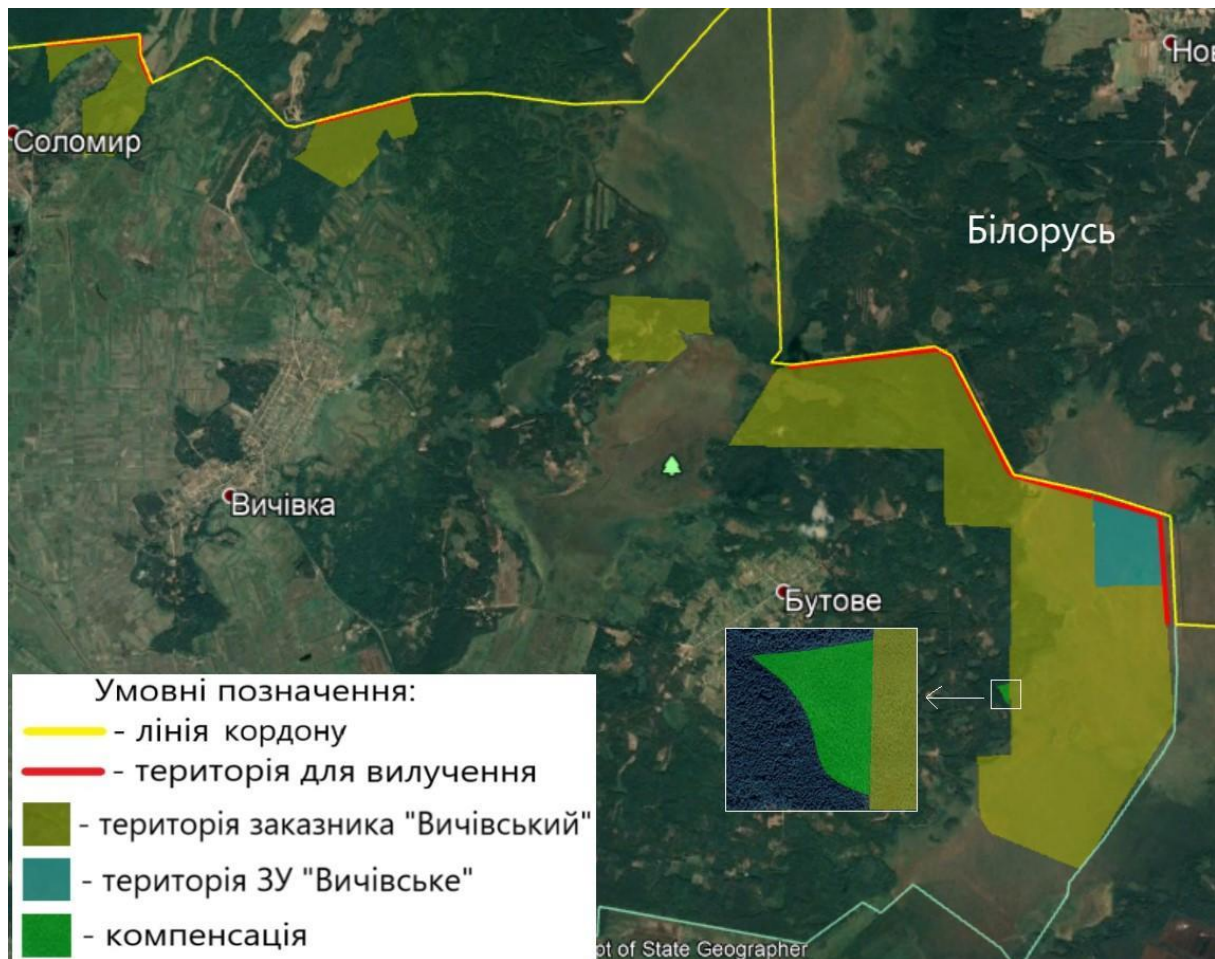 Нов
Соломир
Білорусь
Вичівка
Бутове
Умовні позначення:
- лінія кордону
- територія для вилучення
- територія заказника "Вичівський"
- територія ЗУ "Вичівське"
- компенсація
pt of State Geographer